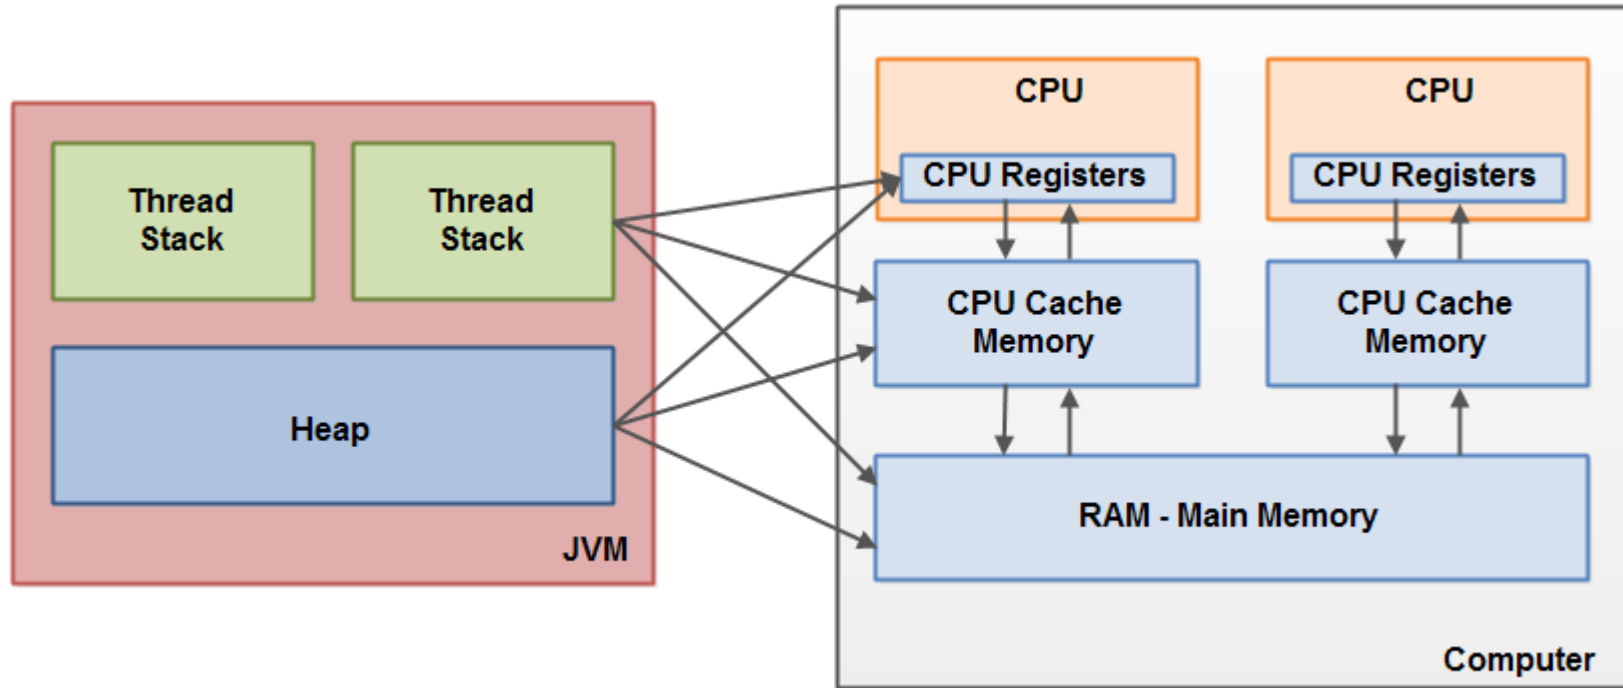 Thread
Stack
Thread
Stack
Heap
JVM
CPU
CPU Registers
CPU Cache
Memory
CPU
CPU Registers
CPU Cache
Memory
RAM - Main Memory
Computer